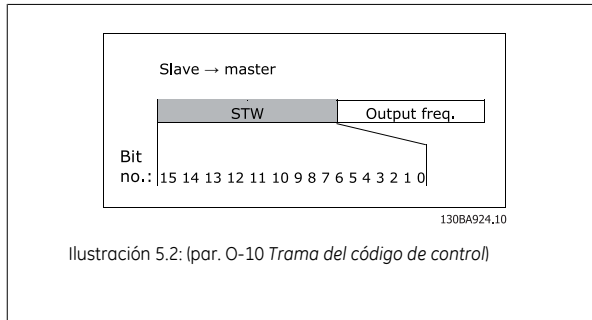 Slave → master
STW Output freq.
Bit
no.: 15 14 13 12 11 10 9 8 7 6 5 4 3 2 1 0
130BA924.10
Ilustración 5.2: (par. O-10 Trama del código de control)